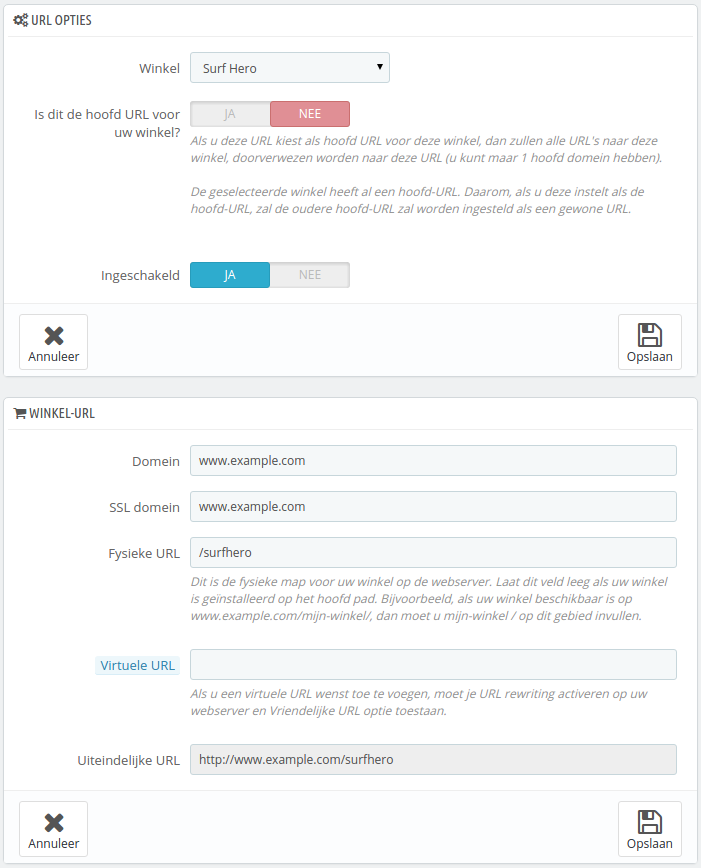 URL OPTIES
Winkel Surf Hero
Is dit de hoofd URL voor
uw winkel?
JA NEE
Als u deze URL kiest als hoofd URL voor deze winkel, dan zullen alle URL's naar deze
winkel, doorverwezen worden naar deze URL (u kunt maar 1 hoofd domein hebben).
De geselecteerde winkel heeft al een hoofd-URL. Daarom, als u deze instelt als de
hoofd-URL, zal de oudere hoofd-URL zal worden ingesteld als een gewone URL.
Ingeschakeld JA NEE
Annuleer Opslaan
WINKEL-URL
Domein www.example.com
SSL domein www.example.com
Fysieke URL /surfhero
Dit is de fysieke map voor uw winkel op de webserver. Laat dit veld leeg als uw winkel
is geïnstalleerd op het hoofd pad. Bijvoorbeeld, als uw winkel beschikbaar is op
www.example.com/mijn-winkel/, dan moet u mijn-winkel / op dit gebied invullen.
Virtuele URL
Als u een virtuele URL wenst toe te voegen, moet je URL rewriting activeren op uw
webserver en Vriendelijke URL optie toestaan.
Uiteindelijke URL http://www.example.com/surfhero
Annuleer Opslaan